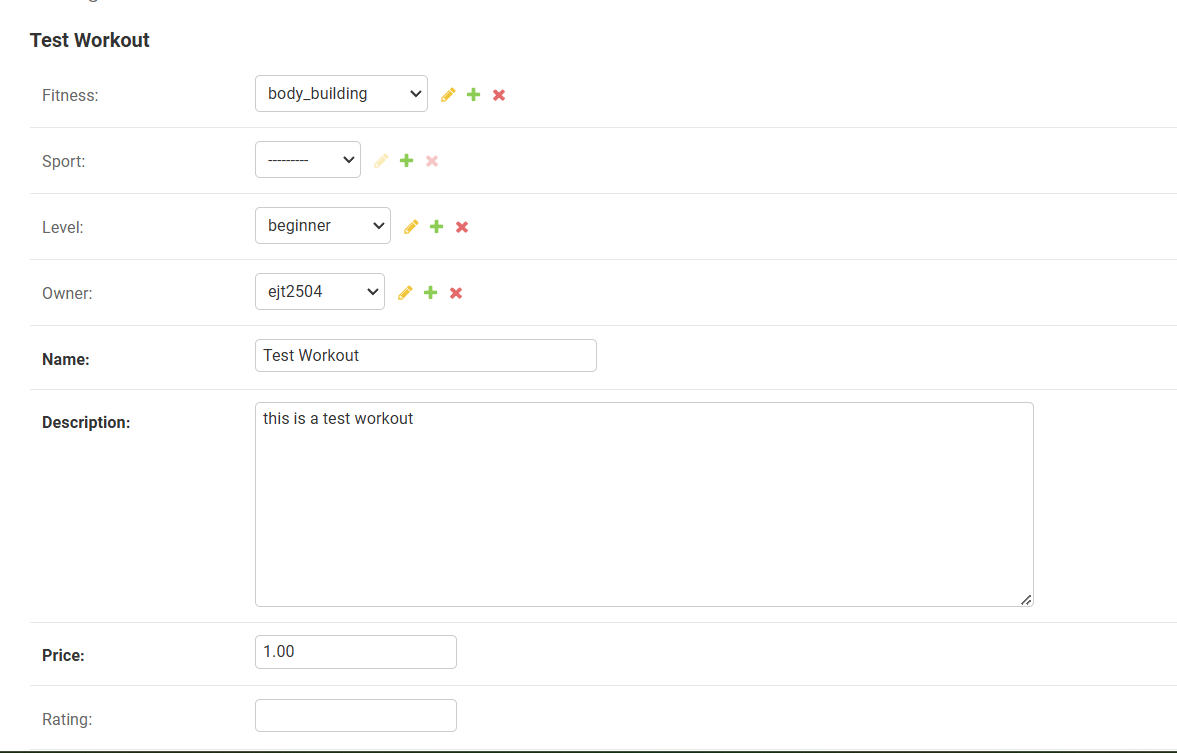 Test Workout
Fitness: body_building
Sport: ---------
Level: beginner
Owner: ejt2504
Name: Test Workout
Description: this is a test workout
Price: 1.00
Rating: